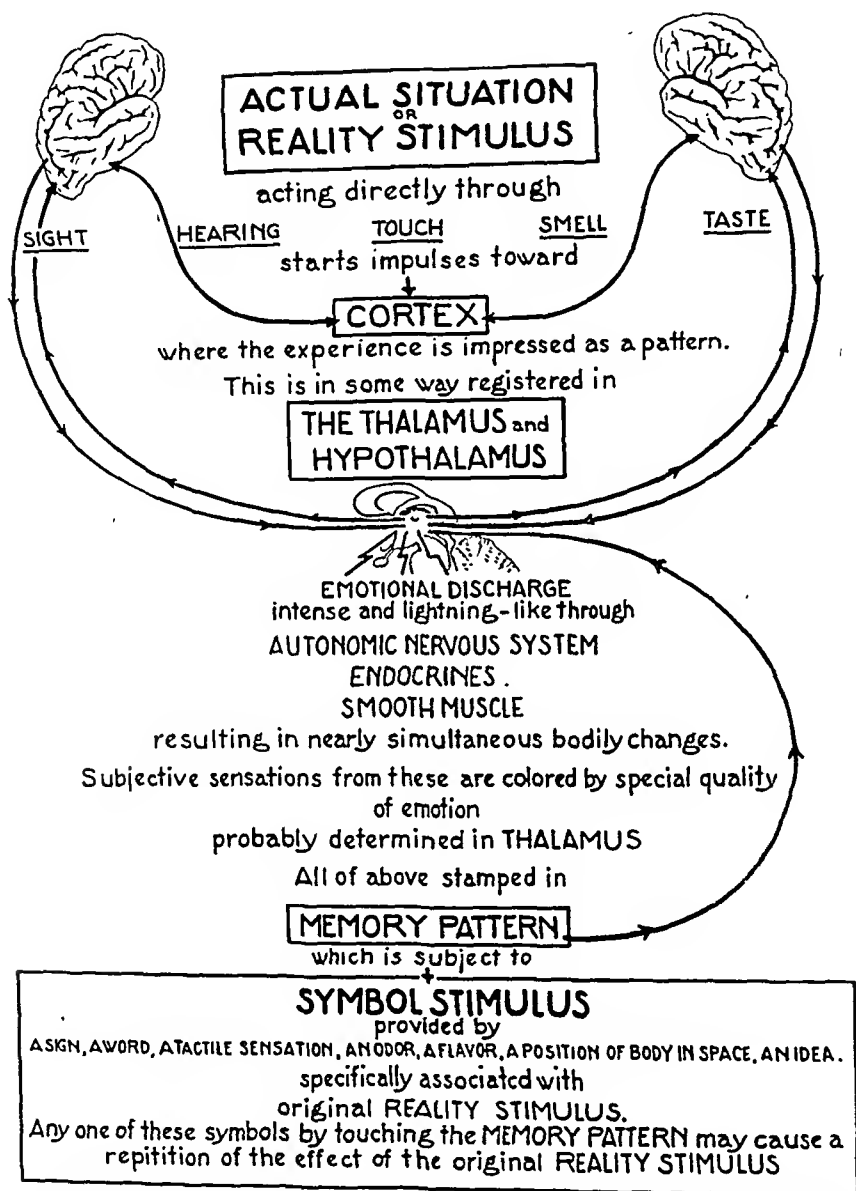 ACTUAL SITUATION
OR
REALITY STIMULUS
acting directly through
SIGHT HEARING TOUCH SMELL TASTE
starts impulses toward
CORTEX
where the experience is impressed as a pattern.
This is in some way registered in
THE THALAMUS and
HYPOTHALAMUS
EMOTIONAL DISCHARGE
intense and lightning-like through
AUTONOMIC NERVOUS SYSTEM
ENDOCRINES.
SMOOTH MUSCLE
resulting in nearly simultaneous bodily changes.
Subjective sensations from these are colored by special quality
of emotion
probably determined in THALAMUS
All of above stamped in
MEMORY PATTERN
which is subject to
SYMBOL STIMULUS
provided by
A SIGN, A WORD, A TACTILE SENSATION, AN ODOR, A FLAVOR, A POSITION OF BODY IN SPACE, AN IDEA.
specifically associated with
original REALITY STIMULUS.
Any one of these symbols by touching the MEMORY PATTERN may cause a
repitition of the effect of the original REALITY STIMULUS